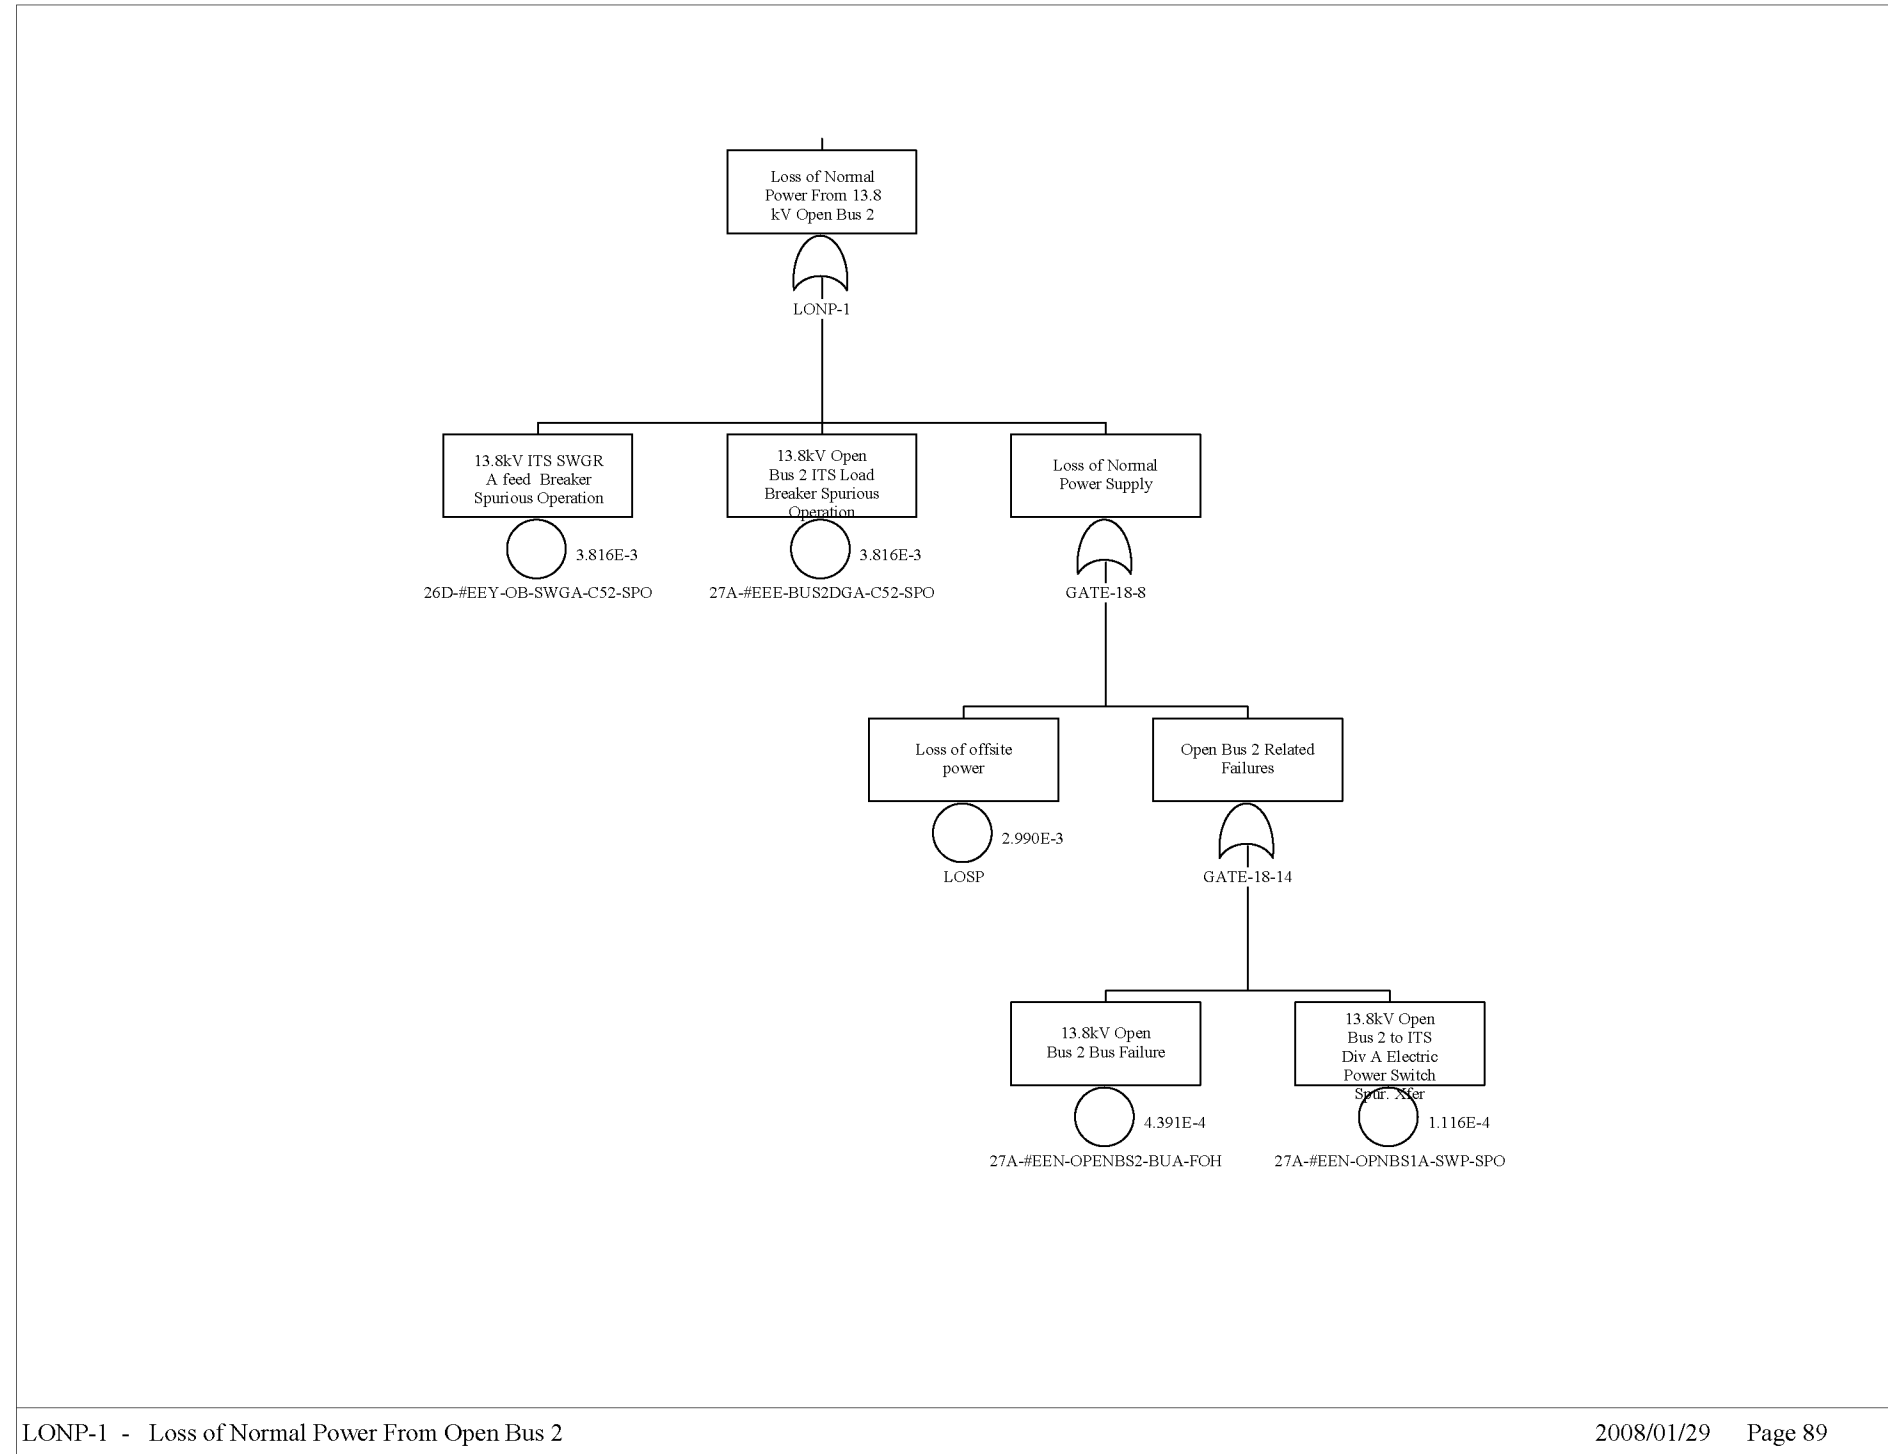 Loss of Normal
Power From 13.8
kV Open Bus 2
LONP-1
13.8kV ITS SWGR
A feed  Breaker
Spurious Operation
3.816E-3
26D-#EEY-OB-SWGA-C52-SPO
13.8kV Open
Bus 2 ITS Load
Breaker Spurious
Operation
3.816E-3
27A-#EEE-BUS2DGA-C52-SPO
Loss of Normal
Power Supply
GATE-18-8
Loss of offsite
power
2.990E-3
LOSP
Open Bus 2 Related
Failures
GATE-18-14
13.8kV Open
Bus 2 Bus Failure
4.391E-4
27A-#EEN-OPENBS2-BUA-FOH
13.8kV Open
Bus 2 to ITS
Div A Electric
Power Switch
Spur. Xfer
1.116E-4
27A-#EEN-OPNBS1A-SWP-SPO
LONP-1 - Loss of Normal Power From Open Bus 2
2008/01/29 Page 89